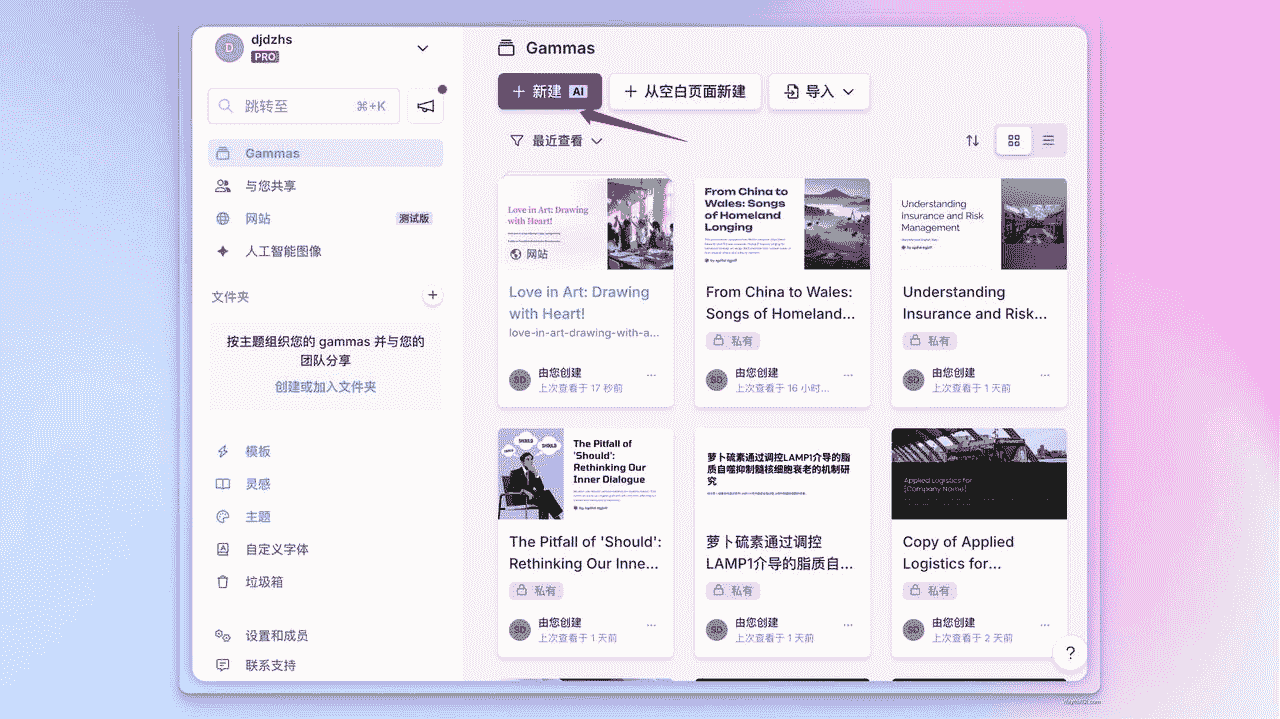 D
djdzhs
PRO
跳转至
⌘+K
Gammas
与您共享
网站
测试版
人工智能图像
文件夹
+
按主题组织您的 gammas 并与您的
团队分享
创建或加入文件夹
模板
灵感
主题
自定义字体
垃圾箱
设置和成员
联系支持
Gammas
+ 新建 AI
+ 从空白页面新建
导入
最近查看
Love in Art: Drawing
with Heart!
网站
Love in Art: Drawing
with Heart!
love-in-art-drawing-with-a...
SD
由您创建
上次查看于 17 秒前
...
From China to
Wales: Songs
of Homeland
Longing
From China to Wales:
Songs of Homeland...
私有
SD
由您创建
上次查看于 16 小时...
...
Understanding
Insurance and Risk
Management
Understanding
Insurance and Risk...
私有
SD
由您创建
上次查看于 1 天前
...
SHOULD
SHOULD
The Pitfall of
'Should':
Rethinking Our
Inner Dialogue
The Pitfall of 'Should':
Rethinking Our Inne...
私有
SD
由您创建
上次查看于 1 天前
...
萝卜硫素通过调控LAMP1介导的脂
质自噬抑制髓核细胞衰老的机制研
究
萝卜硫素通过调控
LAMP1介导的脂质自...
私有
SD
由您创建
上次查看于 1 天前
...
Applied Logistics for
[Company Name]
Copy of Applied
Logistics for...
私有
SD
由您创建
上次查看于 2 天前
...
?